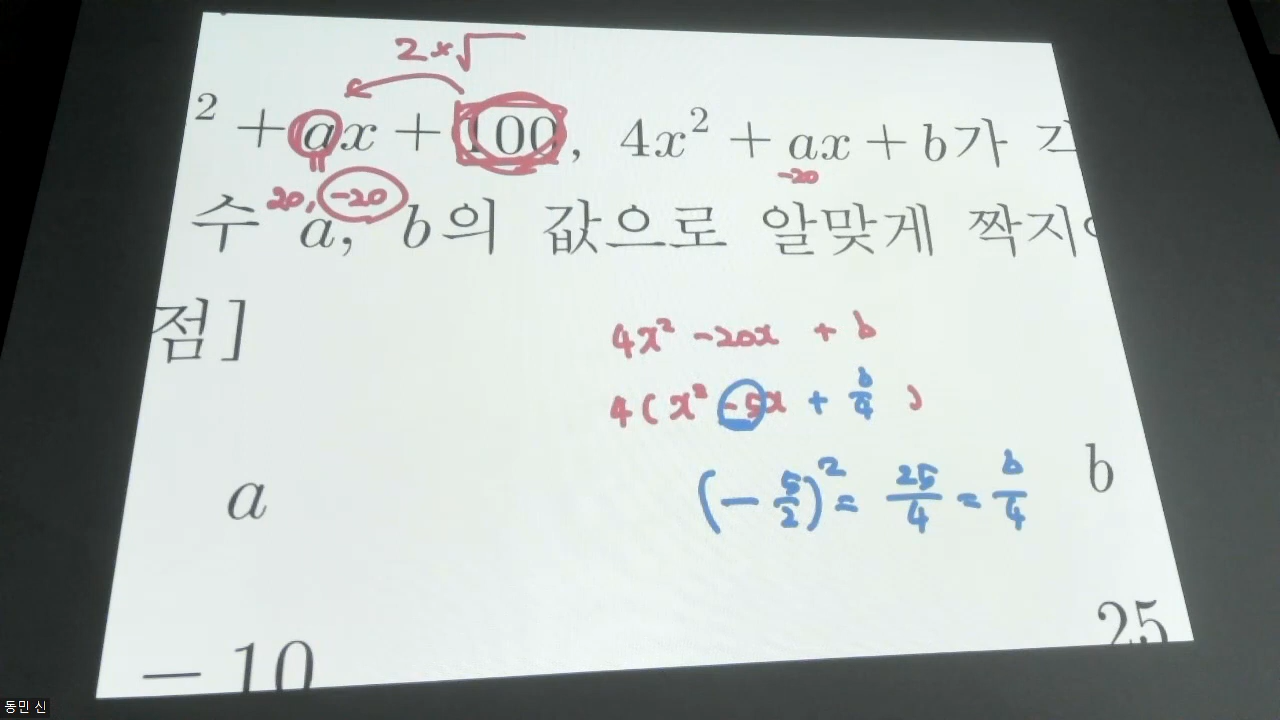 2×√
² + ax + 100, 4x² + ax + b가
20, -20 -20
수 a, b의 값으로 알맞게 짝지
점]
4x² -20x + b
4(x² -5x + b/4)
(-5/2)² = 25/4 = b/4
a b
-10 25
동민 신